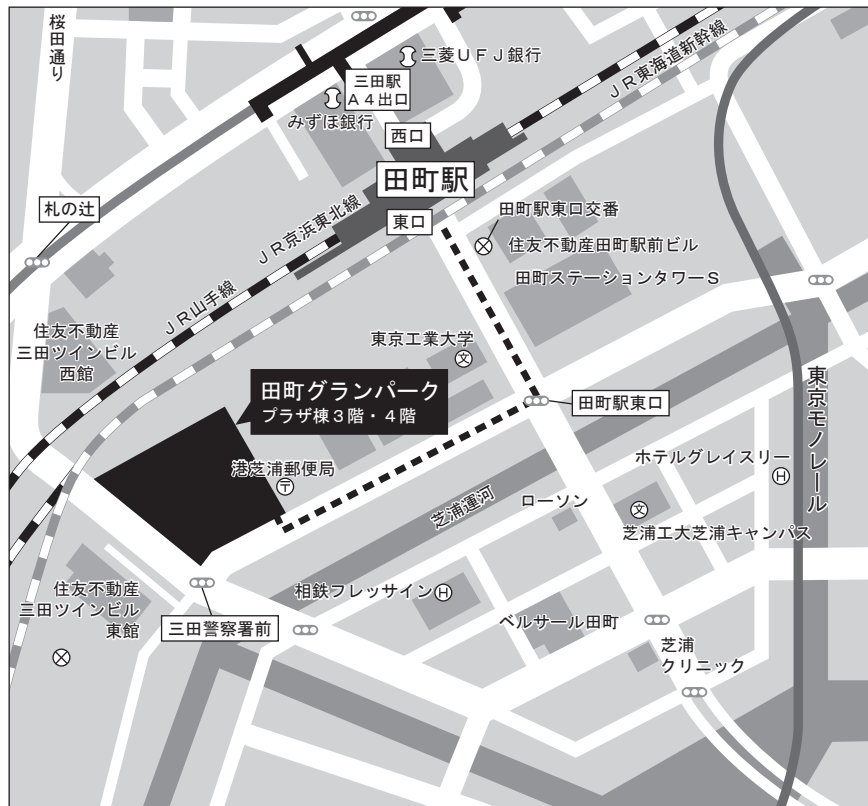 桜田通り
三菱ＵＦＪ銀行
ＪＲ東海道新幹線
三田駅
Ａ４出口
みずほ銀行
西口
田町駅
札の辻
東口
田町駅東口交番
ＪＲ京浜東北線
住友不動産田町駅前ビル
田町ステーションタワーＳ
ＪＲ山手線
住友不動産
三田ツインビル
西館
東京工業大学
文
田町グランパーク
プラザ棟３階・４階
田町駅東口
東京モノレール
港芝浦郵便局
〒
ホテルグレイスリー
H
芝浦運河
ローソン
文
芝浦工大芝浦キャンパス
住友不動産
三田ツインビル
東館
相鉄フレッサイン
H
三田警察署前
ベルサール田町
芝浦
クリニック